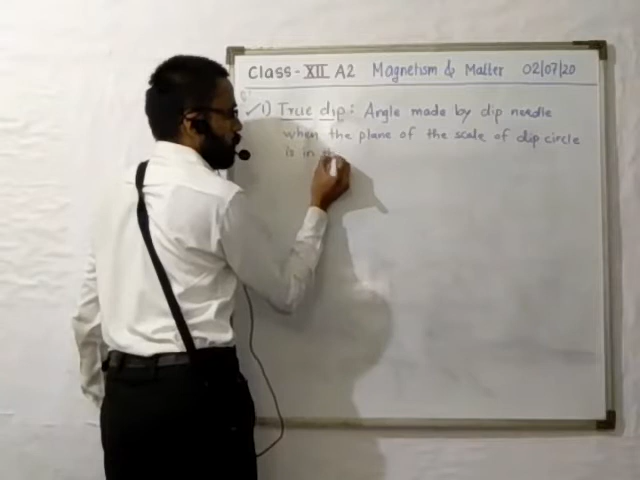 Class - XII A2 Magnetism & Matter 02/07/20
✓1) True dip: Angle made by dip needle
when the plane of the scale of dip circle
is in